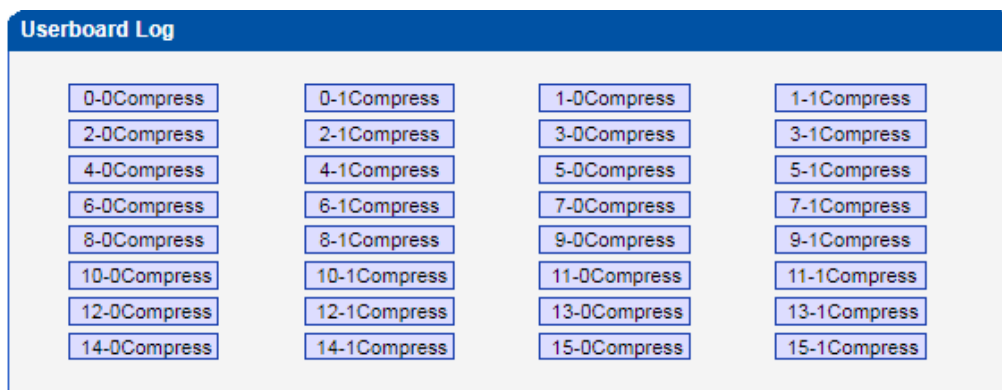 Userboard Log
0-0Compress 0-1Compress 1-0Compress 1-1Compress
2-0Compress 2-1Compress 3-0Compress 3-1Compress
4-0Compress 4-1Compress 5-0Compress 5-1Compress
6-0Compress 6-1Compress 7-0Compress 7-1Compress
8-0Compress 8-1Compress 9-0Compress 9-1Compress
10-0Compress 10-1Compress 11-0Compress 11-1Compress
12-0Compress 12-1Compress 13-0Compress 13-1Compress
14-0Compress 14-1Compress 15-0Compress 15-1Compress